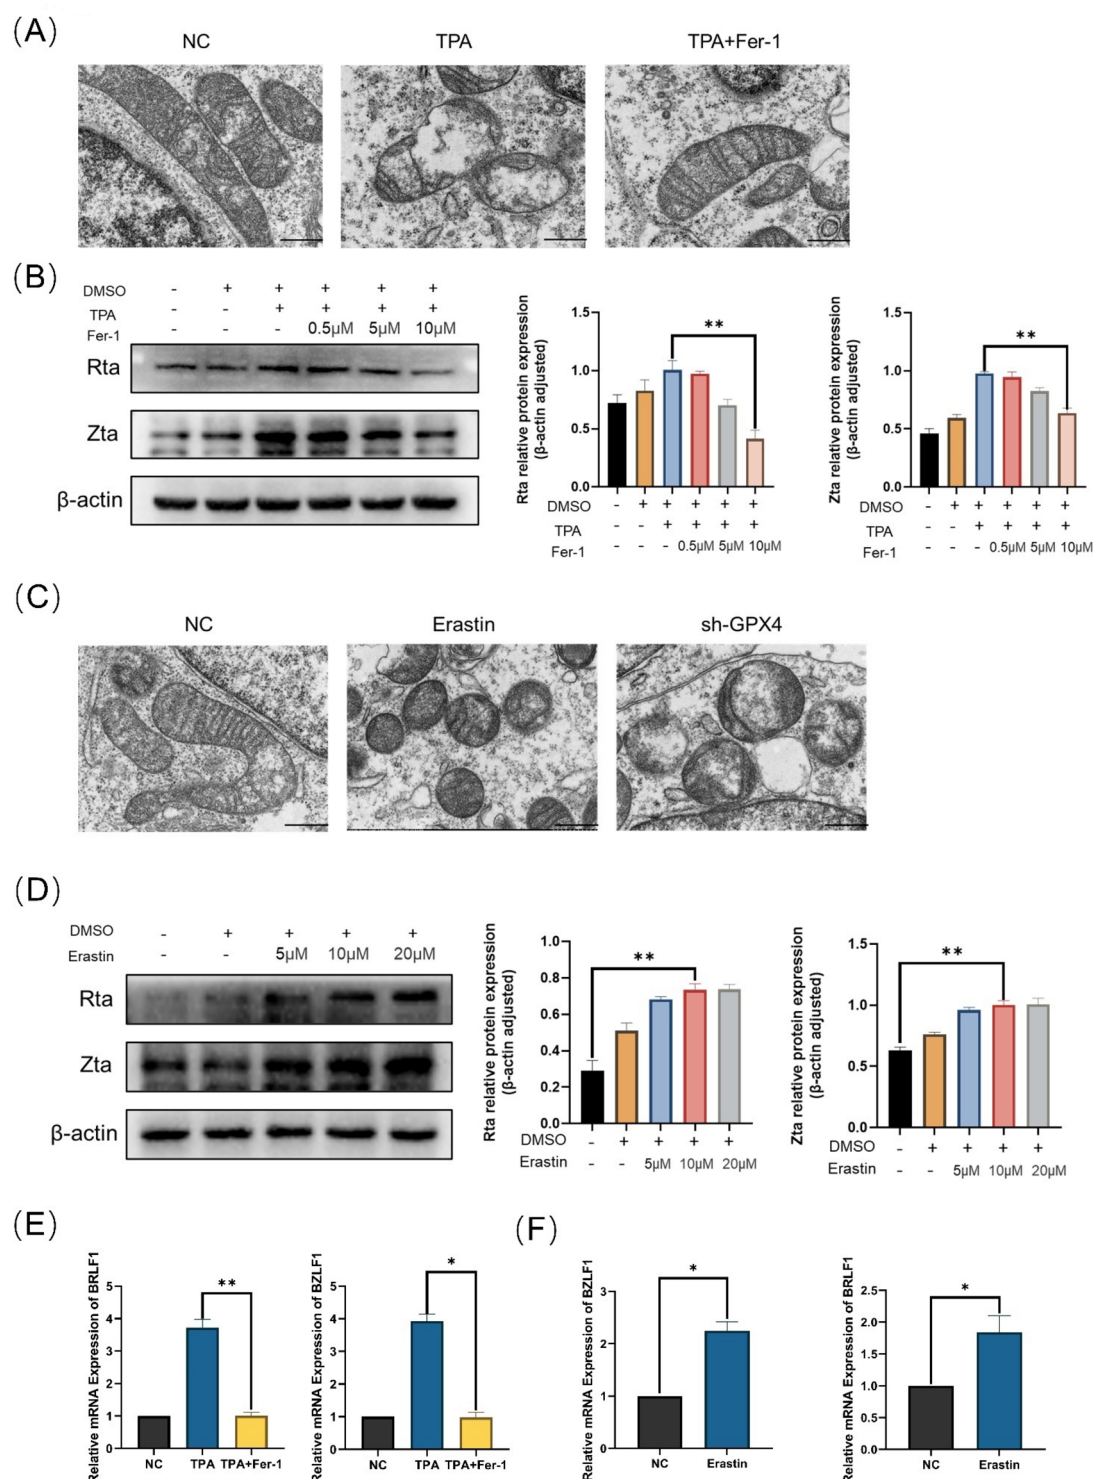 (A)
NC TPA TPA+Fer-1
(B)
DMSO - + + + + +
TPA - - + + + +
Fer-1 - - - 0.5μM 5μM 10μM
Rta
Zta
β-actin
Rta relative protein expression
(β-actin adjusted)
1.5
1.0
0.5
0.0
**
DMSO - + + + + +
TPA - - + + + +
Fer-1 - - - 0.5μM 5μM 10μM
Zta relative protein expression
(β-actin adjusted)
1.5
1.0
0.5
0.0
**
DMSO - + + + + +
TPA - - + + + +
Fer-1 - - - 0.5μM 5μM 10μM
(C)
NC Erastin sh-GPX4
(D)
DMSO - + + + +
Erastin - - 5μM 10μM 20μM
Rta
Zta
β-actin
Rta relative protein expression
(β-actin adjusted)
1.0
0.8
0.6
0.4
0.2
0.0
**
DMSO - + + + +
Erastin - - 5μM 10μM 20μM
Zta relative protein expression
(β-actin adjusted)
1.5
1.0
0.5
0.0
**
DMSO - + + + +
Erastin - - 5μM 10μM 20μM
(E)
Relative mRNA Expression of BRLF1
5
4
3
2
1
0
**
NC TPA TPA+Fer-1
Relative mRNA Expression of BZLF1
5
4
3
2
1
0
*
NC TPA TPA+Fer-1
(F)
Relative mRNA Expression of BZLF1
3
2
1
0
*
NC Erastin
Relative mRNA Expression of BRLF1
2.5
2.0
1.5
1.0
0.5
0.0
*
NC Erastin